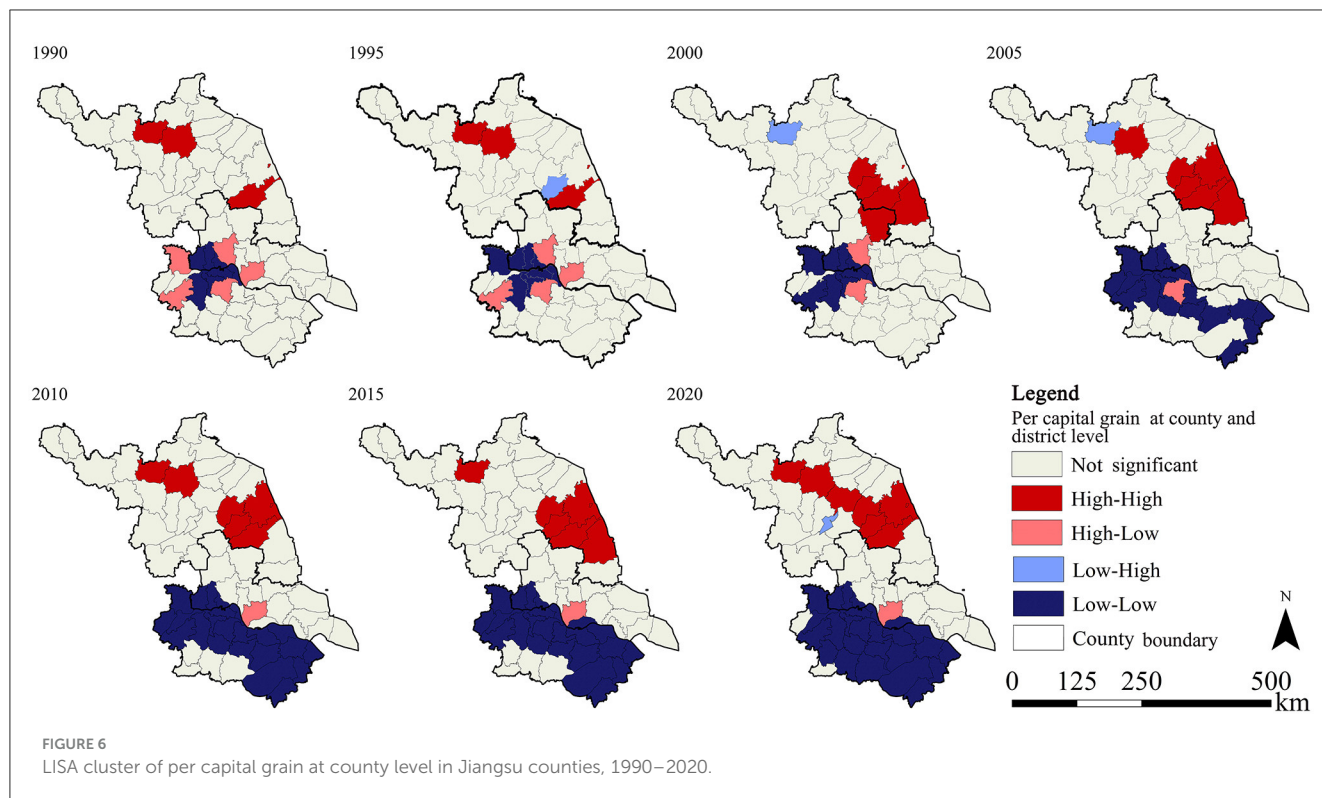 1990
1995
2000
2005
2010
2015
2020
Legend
Per capital grain at county and
district level
Not significant
High-High
High-Low
Low-High
Low-Low
County boundary
N
0 125 250 500
km
FIGURE 6
LISA cluster of per capital grain at county level in Jiangsu counties, 1990–2020.